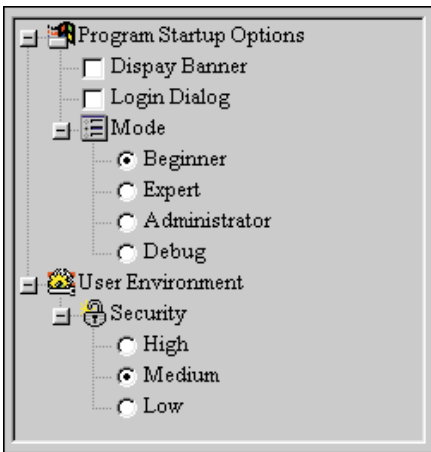 Program Startup Options
Dispay Banner
Login Dialog
Mode
Beginner
Expert
Administrator
Debug
User Environment
Security
High
Medium
Low